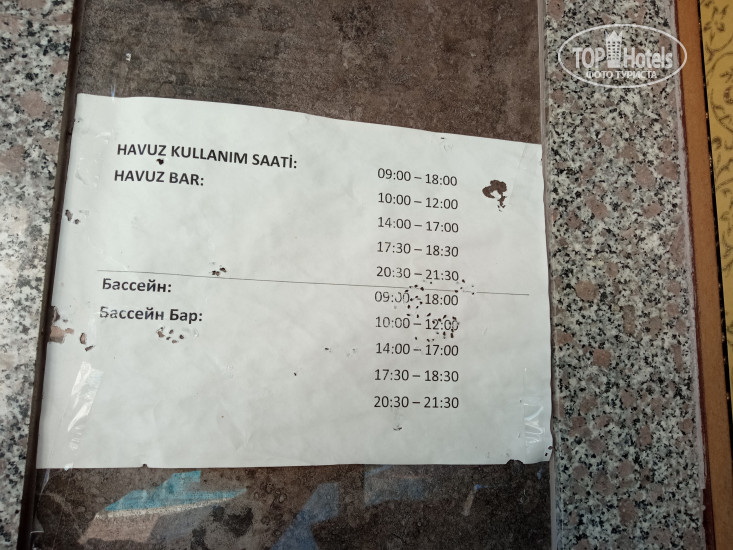 TOP Hotels
ФОТО ТУРИСТА
HAVUZ KULLANIM SAATİ: 09:00 – 18:00
HAVUZ BAR: 10:00 – 12:00
14:00 – 17:00
17:30 – 18:30
20:30 – 21:30
Бассейн: 09:00 – 18:00
Бассейн Бар: 10:00 – 12:00
14:00 – 17:00
17:30 – 18:30
20:30 – 21:30